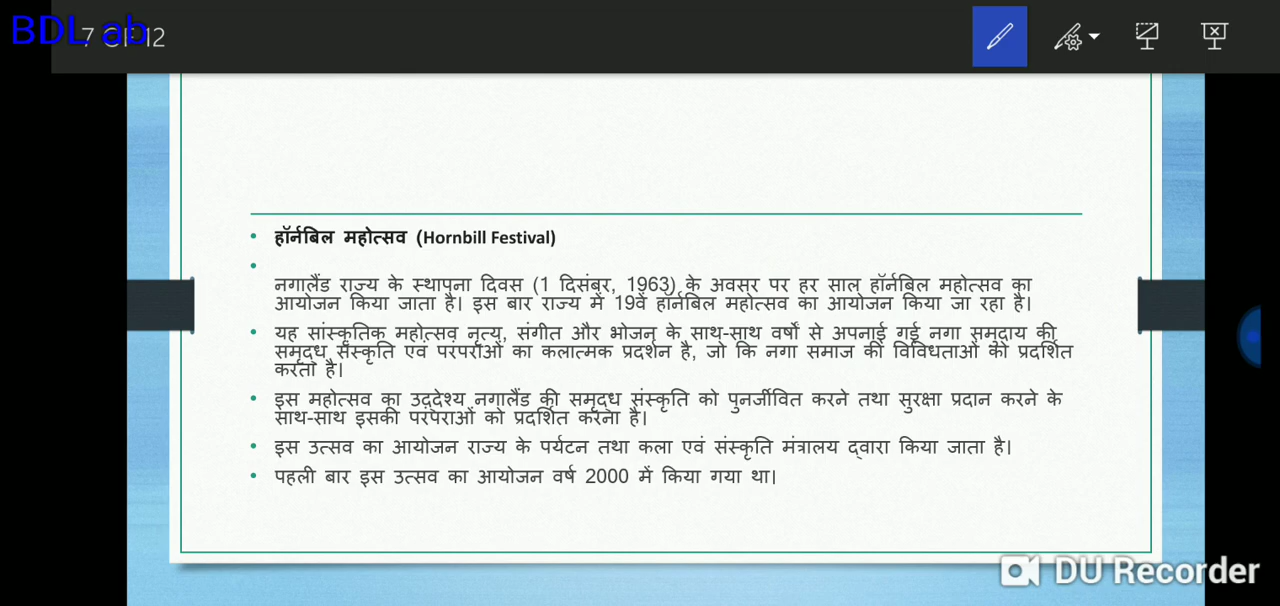 BDL ab
7 OF 12
हॉर्नबिल महोत्सव (Hornbill Festival)
नगालैंड राज्य के स्थापना दिवस (1 दिसंबर, 1963) के अवसर पर हर साल हॉर्नबिल महोत्सव का
आयोजन किया जाता है। इस बार राज्य में 19वें हॉर्नबिल महोत्सव का आयोजन किया जा रहा है।
यह सांस्कृतिक महोत्सव नृत्य, संगीत और भोजन के साथ-साथ वर्षों से अपनाई गई नगा समुदाय की
समृद्ध संस्कृति एवं परंपराओं का कलात्मक प्रदर्शन है, जो कि नगा समाज की विविधताओं को प्रदर्शित
करता है।
इस महोत्सव का उद्देश्य नगालैंड की समृद्ध संस्कृति को पुनर्जीवित करने तथा सुरक्षा प्रदान करने के
साथ-साथ इसकी परंपराओं को प्रदर्शित करना है।
इस उत्सव का आयोजन राज्य के पर्यटन तथा कला एवं संस्कृति मंत्रालय द्वारा किया जाता है।
पहली बार इस उत्सव का आयोजन वर्ष 2000 में किया गया था।
DU Recorder